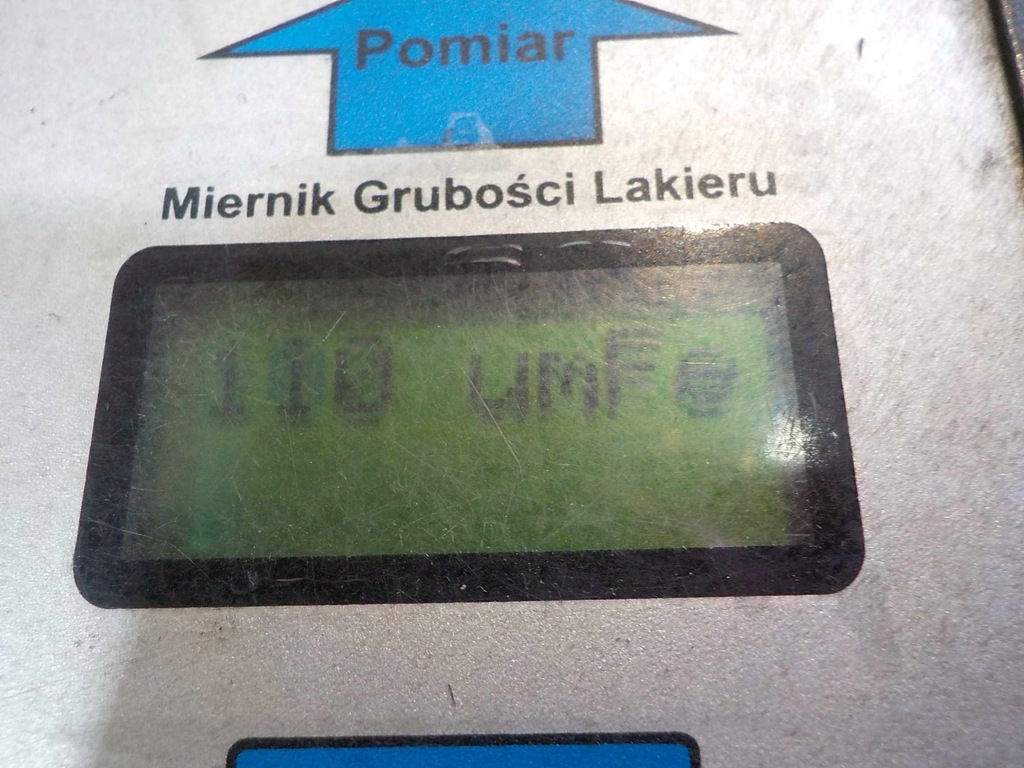 Pomiar
Miernik Grubości Lakieru
110 umFe